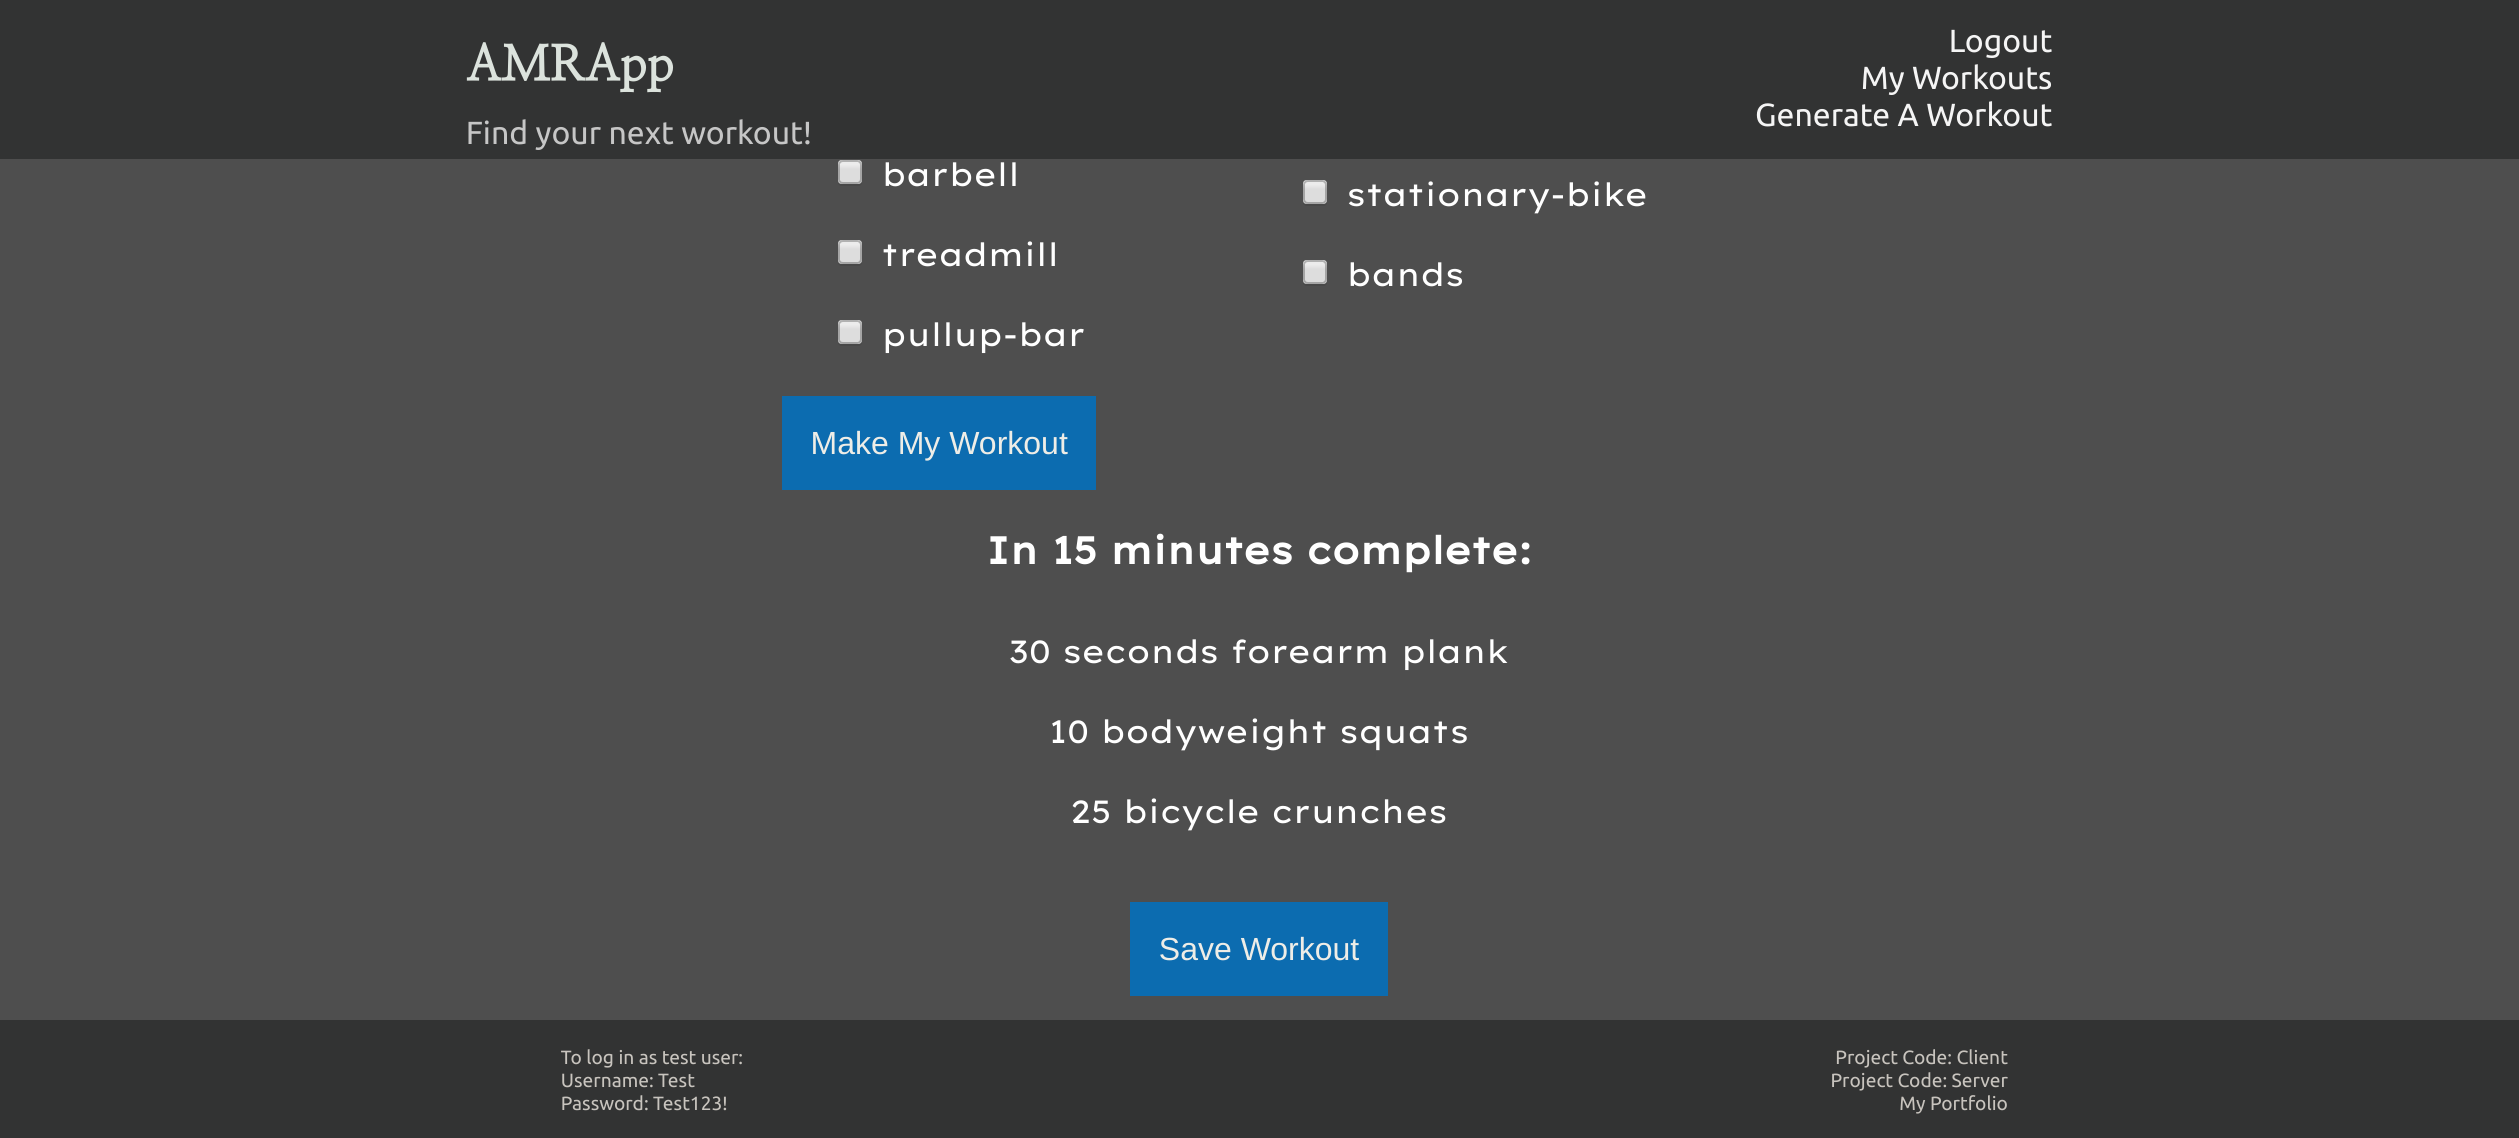 AMRApp
Find your next workout!
Logout
My Workouts
Generate A Workout
barbell
treadmill
pullup-bar
stationary-bike
bands
Make My Workout
In 15 minutes complete:
30 seconds forearm plank
10 bodyweight squats
25 bicycle crunches
Save Workout
To log in as test user:
Username: Test
Password: Test123!
Project Code: Client
Project Code: Server
My Portfolio